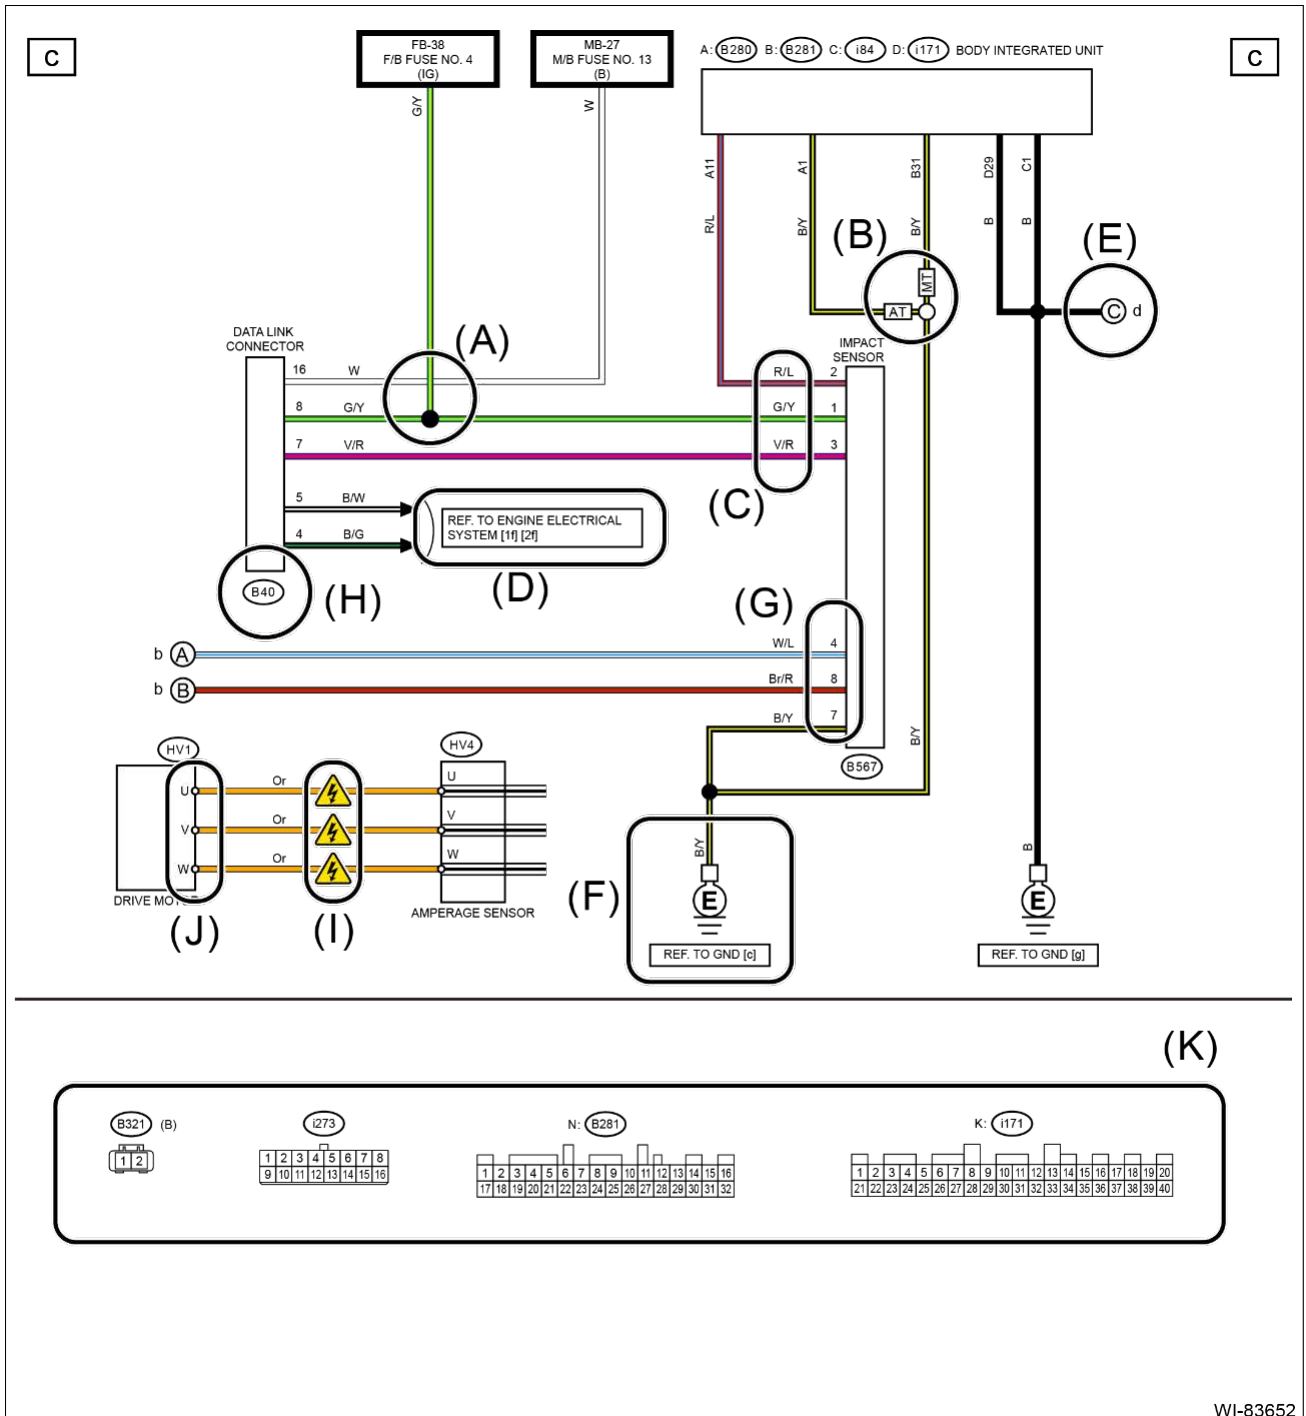 C
C
FB-38
F/B FUSE NO. 4
(IG)
MB-27
M/B FUSE NO. 13
(B)
A: B280 B: B281 C: i84 D: i171 BODY INTEGRATED UNIT
G/Y
W
A11
A1
B31
D29
C1
R/L
B/Y
B/Y
B
B
(B)
(E)
MT
AT
C d
DATA LINK
CONNECTOR
(A)
IMPACT
SENSOR
16 W
R/L 2
8 G/Y
G/Y 1
7 V/R
V/R 3
(C)
5 B/W
4 B/G
REF. TO ENGINE ELECTRICAL
SYSTEM [1f] [2f]
(D)
B40
(H)
(G)
b A
W/L 4
b B
Br/R 8
B/Y 7
B/Y
B567
HV1
HV4
U Or U
V Or V
W Or W
DRIVE MOT
AMPERAGE SENSOR
(J)
(I)
(F)
B/Y
E
REF. TO GND [c]
B
E
REF. TO GND [g]
(K)
B321 (B)
i273
N: B281
K: i171
1 2
1 2 3 4 5 6 7 8
9 10 11 12 13 14 15 16
1 2 3 4 5 6 7 8 9 10 11 12 13 14 15 16
17 18 19 20 21 22 23 24 25 26 27 28 29 30 31 32
1 2 3 4 5 6 7 8 9 10 11 12 13 14 15 16 17 18 19 20
21 22 23 24 25 26 27 28 29 30 31 32 33 34 35 36 37 38 39 40
WI-83652